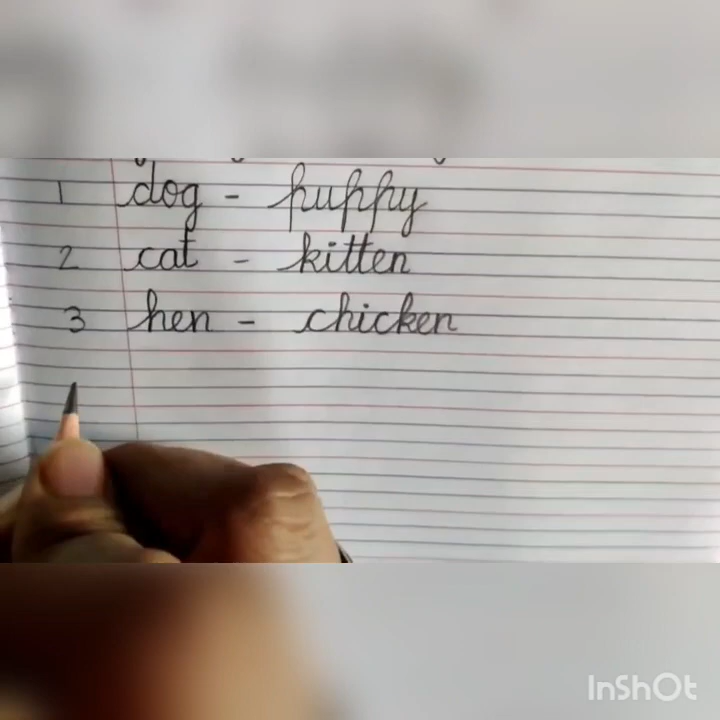 1 dog - puppy
2 cat - kitten
3 hen - chicken
InShOt